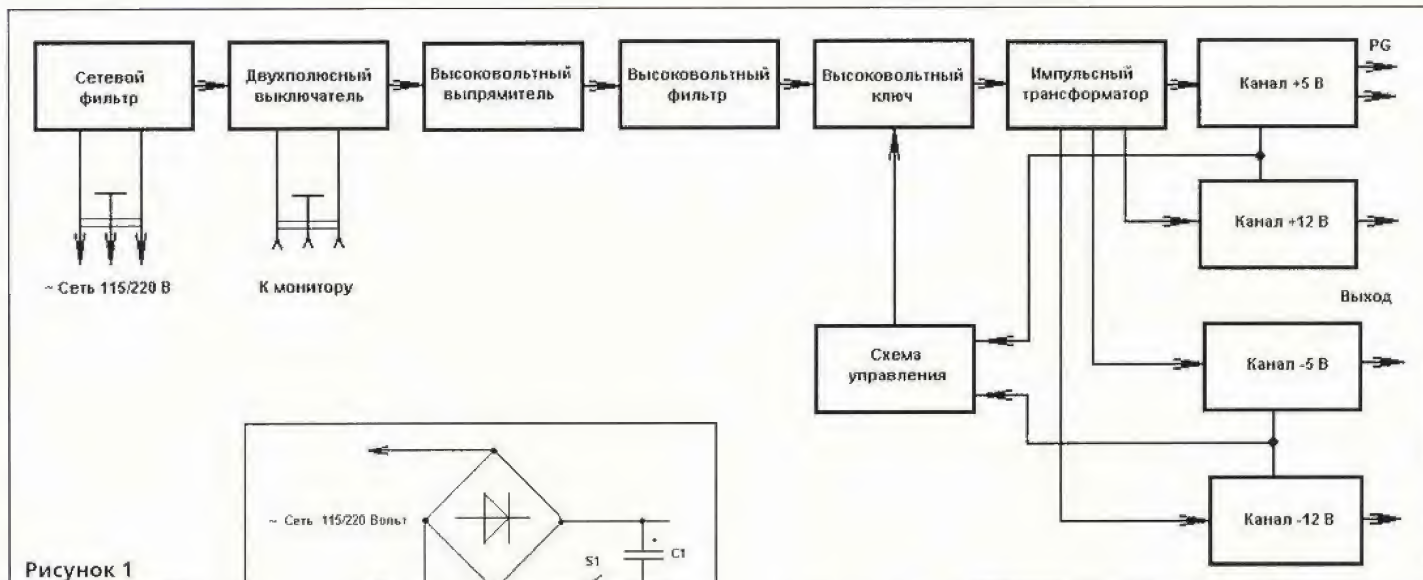 Сетевой
фильтр
Двухполюсный
выключатель
Высоковольтный
выпрямитель
Высоковольтный
фильтр
Высоковольтный
ключ
Импульсный
трансформатор
Канал +5 В
PG
Канал +12 В
~ Сеть 115/220 В
К монитору
Выход
Схема
управления
Канал -5 В
Канал -12 В
~ Сеть 115/220 Вольт
S1
C1
Рисунок 1